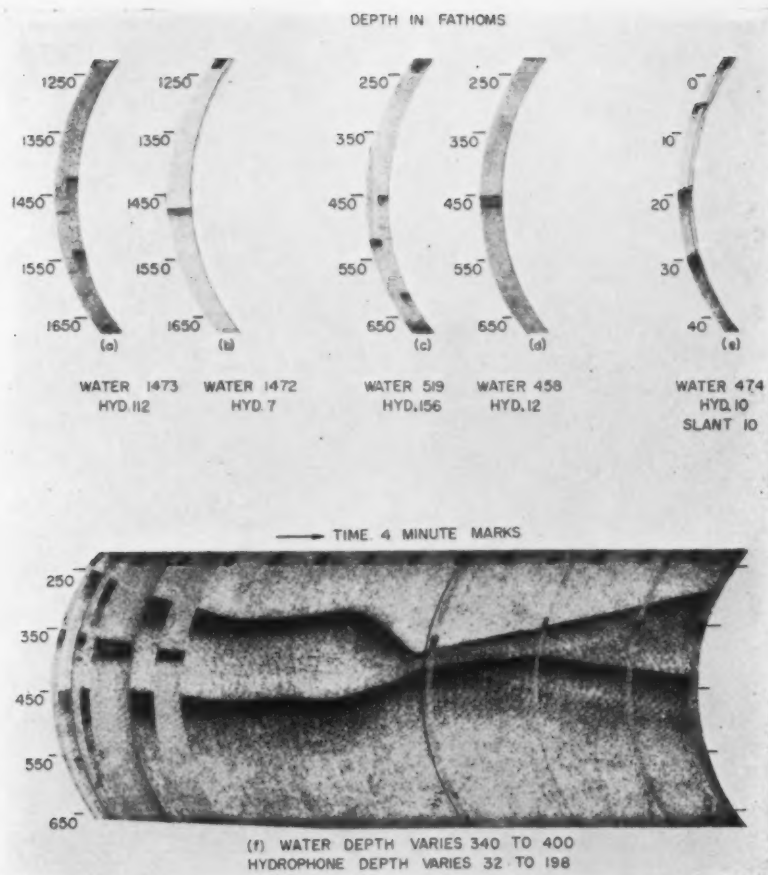 DEPTH IN FATHOMS
1250 1250 250 250 0
1350 1350 350 350 10
1450 1450 450 450 20
1550 1550 550 550 30
1650 1650 650 650 40
(a) (b) (c) (d) (e)
WATER 1473 WATER 1472 WATER 519 WATER 458 WATER 47.4
HYD. 112 HYD. 7 HYD. 156 HYD. 12 HYD. 10
SLANT 10
TIME. 4 MINUTE MARKS
250
350
450
550
650
(f) WATER DEPTH VARIES 340 TO 400
HYDROPHONE DEPTH VARIES 32 TO 198